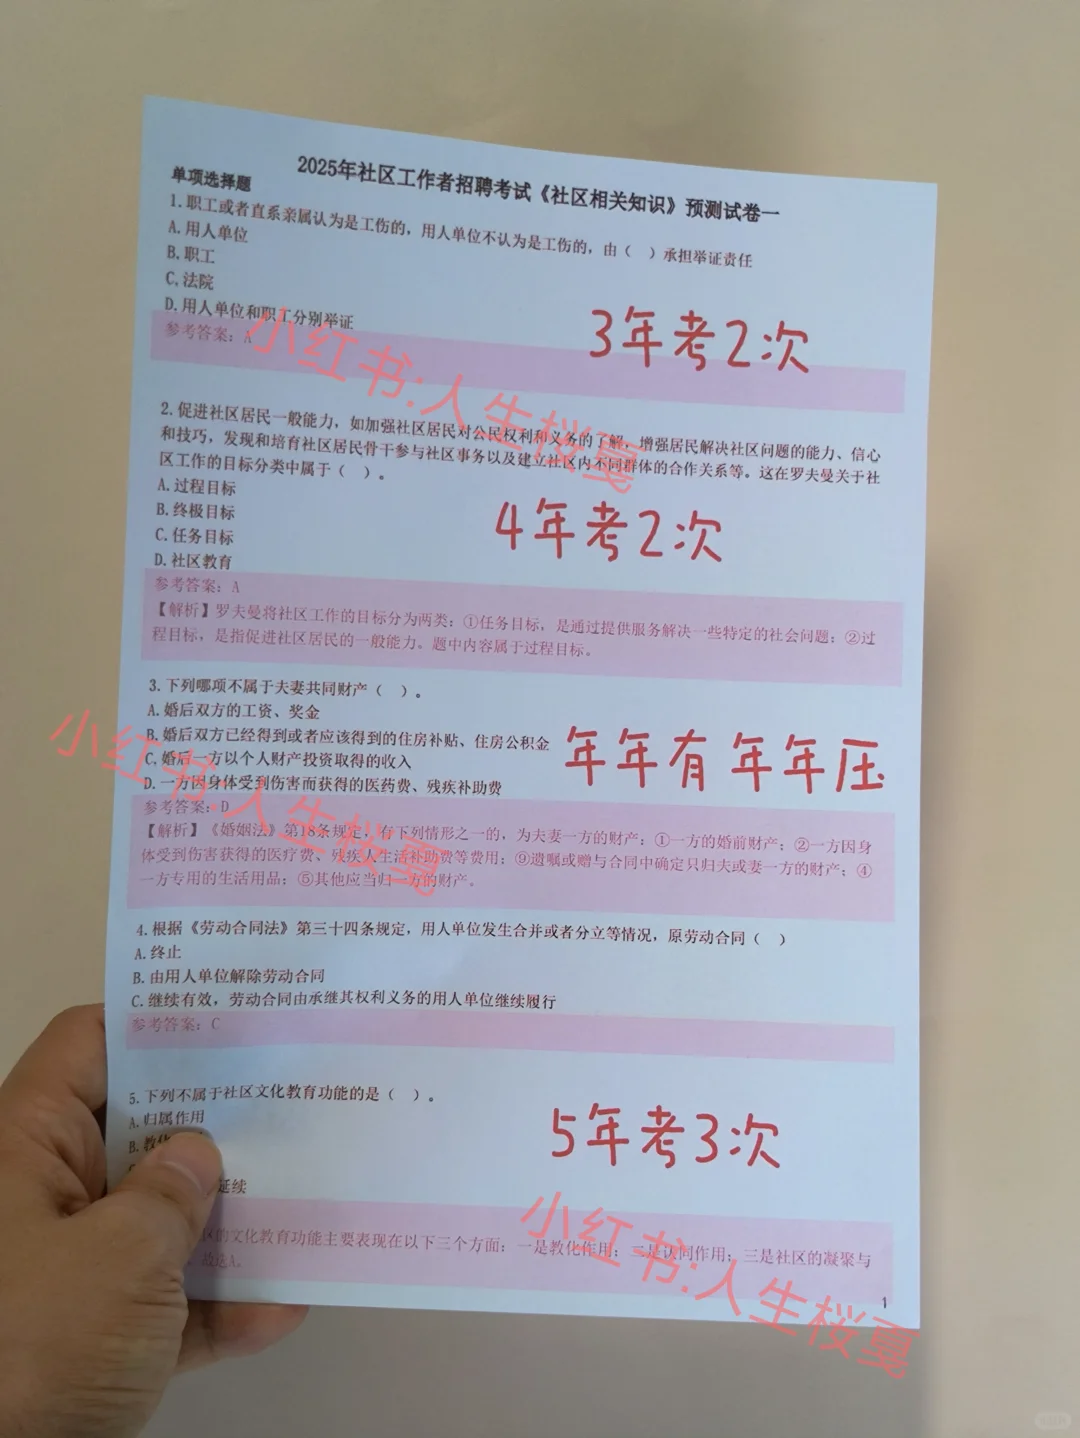 2025年社区工作者招聘考试《社区相关知识》预测试卷一
单项选择题
1.职工或者直系亲属认为是工伤的，用人单位不认为是工伤的，由（　）承担举证责任
A.用人单位
B.职工
C.法院
D.用人单位和职工分别举证
参考答案：A
3年考2次
小红书:人生桜戛
2.促进社区居民一般能力，如加强社区居民对公民权利和义务的了解，增强居民解决社区问题的能力、信心
和技巧，发现和培育社区居民骨干参与社区事务以及建立社区内不同群体的合作关系等。这在罗夫曼关于社
区工作的目标分类中属于（　）。
A.过程目标
B.终极目标
C.任务目标
D.社区教育
4年考2次
参考答案：A
【解析】罗夫曼将社区工作的目标分为两类：①任务目标，是通过提供服务解决一些特定的社会问题；②过
程目标，是指促进社区居民的一般能力。题中内容属于过程目标。
3.下列哪项不属于夫妻共同财产（　）。
A.婚后双方的工资、奖金
B.婚后双方已经得到或者应该得到的住房补贴、住房公积金
C.婚后一方以个人财产投资取得的收入
D.一方因身体受到伤害而获得的医药费、残疾补助费
年年有年年压
小红书:人生桜戛
参考答案：D
【解析】《婚姻法》第18条规定，有下列情形之一的，为夫妻一方的财产：①一方的婚前财产；②一方因身
体受到伤害获得的医疗费、残疾人生活补助费等费用；⑨遗嘱或赠与合同中确定只归夫或妻一方的财产；④
一方专用的生活用品；⑤其他应当归一方的财产。
4.根据《劳动合同法》第三十四条规定，用人单位发生合并或者分立等情况，原劳动合同（　）
A.终止
B.由用人单位解除劳动合同
C.继续有效，劳动合同由承继其权利义务的用人单位继续履行
参考答案：C
5.下列不属于社区文化教育功能的是（　）。
A.归属作用
B.教化
延续
5年考3次
区的文化教育功能主要表现在以下三个方面：一是教化作用；二是认同作用；三是社区的凝聚与
。故选A。
小红书:人生桜戛
1